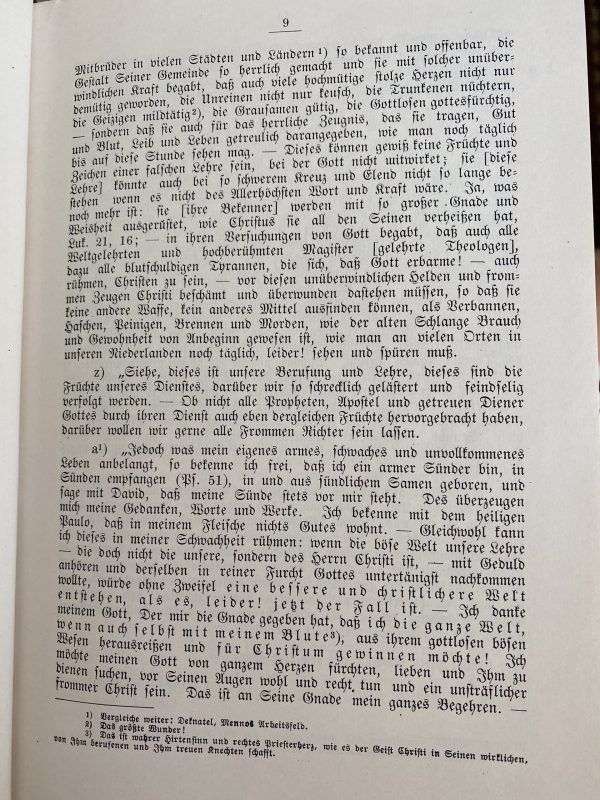 9
Mitbrüder in vielen Städten und Ländern¹) so bekannt und offenbar, die
Gestalt Seiner Gemeinde so herrlich gemacht und sie mit solcher unüber-
windlichen Kraft begabt, daß auch viele hochmütige stolze Herzen nicht nur
demütig geworden, die Unreinen nicht nur keusch, die Trunkenen nüchtern,
die Geizigen mildtätig²), die Grausamen gütig, die Gottlosen gottesfürchtig,
— sondern daß sie auch für das herrliche Zeugnis, das sie tragen, Gut
und Blut, Leib und Leben getreulich darangegeben, wie man noch täglich
bis auf diese Stunde sehen mag. — Dieses können gewiß keine Früchte und
Zeichen einer falschen Lehre sein, bei der Gott nicht mitwirket; sie [diese
Lehre] könnte auch bei so schwerem Kreuz und Elend nicht so lange be-
stehen wenn es nicht des Allerhöchsten Wort und Kraft wäre. Ja, was
noch mehr ist: sie [ihre Bekenner] werden mit so großer Gnade und
Weisheit ausgerüstet, wie Christus sie all den Seinen verheißen hat,
Luk. 21, 16; — in ihren Versuchungen von Gott begabt, daß auch alle
Weltgelehrten und hochberühmten Magister [gelehrte Theologen],
dazu alle blutschuldigen Tyrannen, die sich, daß Gott erbarme! — auch
rühmen, Christen zu sein, — vor diesen unüberwindlichen Helden und from-
men Zeugen Christi beschämt und überwunden dastehen müssen, so daß sie
keine andere Waffe, kein anderes Mittel ausfinden können, als Verbannen,
Haschen, Peinigen, Brennen und Morden, wie der alten Schlange Brauch
und Gewohnheit von Anbeginn gewesen ist, wie man an vielen Orten in
unseren Niederlanden noch täglich, leider! sehen und spüren muß.
z) „Siehe, dieses ist unsere Berufung und Lehre, dieses sind die
Früchte unseres Dienstes, darüber wir so schrecklich gelästert und feindselig
verfolgt werden. — Ob nicht alle Propheten, Apostel und getreuen Diener
Gottes durch ihren Dienst auch eben dergleichen Früchte hervorgebracht haben,
darüber wollen wir gerne alle Frommen Richter sein lassen.
a¹) „Jedoch was mein eigenes armes, schwaches und unvollkommenes
Leben anbelangt, so bekenne ich frei, daß ich ein armer Sünder bin, in
Sünden empfangen (Ps. 51), in und aus sündlichem Samen geboren, und
sage mit David, daß meine Sünde stets vor mir steht. Des überzeugen
mich meine Gedanken, Worte und Werke. Ich bekenne mit dem heiligen
Paulo, daß in meinem Fleische nichts Gutes wohnt. — Gleichwohl kann
ich dieses in meiner Schwachheit rühmen: wenn die böse Welt unsere Lehre
— die doch nicht die unsere, sondern des Herrn Christi ist, — mit Geduld
anhören und derselben in reiner Furcht Gottes untertänigst nachkommen
wollte, würde ohne Zweifel eine bessere und christlichere Welt
entstehen, als es, leider! jetzt der Fall ist. — Ich danke
meinem Gott, Der mir die Gnade gegeben hat, daß ich die ganze Welt,
wenn auch selbst mit meinem Blute³), aus ihrem gottlosen bösen
Wesen herausreißen und für Christum gewinnen möchte! Ich
möchte meinen Gott von ganzem Herzen fürchten, lieben und Ihm zu
dienen suchen, vor Seinen Augen wohl und recht tun und ein unsträflicher
frommer Christ sein. Das ist an Seine Gnade mein ganzes Begehren. —
¹) Vergleiche weiter: Deknatel, Mennos Arbeitsfeld.
²) Das größte Wunder!
³) Das ist wahrer Hirtensinn und rechtes Priesterherz, wie es der Geist Christi in Seinen wirklichen,
von Ihm berufenen und Ihm treuen Knechten schafft.